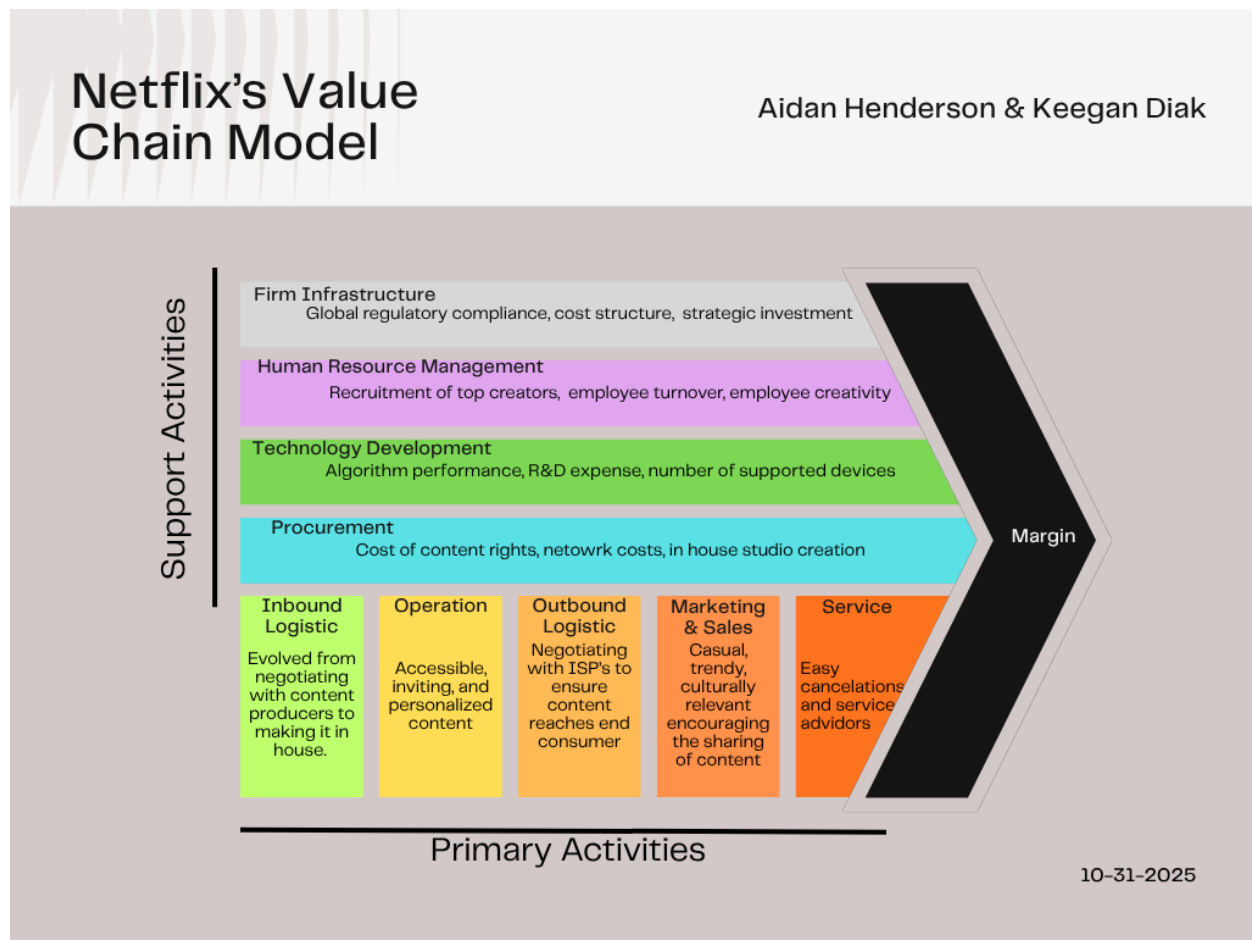 Netflix's Value
Chain Model
Aidan Henderson & Keegan Diak
Support Activities
Firm Infrastructure
Global regulatory compliance, cost structure, strategic investment
Human Resource Management
Recruitment of top creators, employee turnover, employee creativity
Technology Development
Algorithm performance, R&D expense, number of supported devices
Procurement
Cost of content rights, netowrk costs, in house studio creation
Margin
Inbound
Logistic
Evolved from
negotiating
with content
producers to
making it in
house.
Operation
Accessible,
inviting, and
personalized
content
Outbound
Logistic
Negotiating
with ISP's to
ensure
content
reaches end
consumer
Marketing
& Sales
Casual,
trendy,
culturally
relevant
encouraging
the sharing
of content
Service
Easy
cancelations
and service
advidors
Primary Activities
10-31-2025